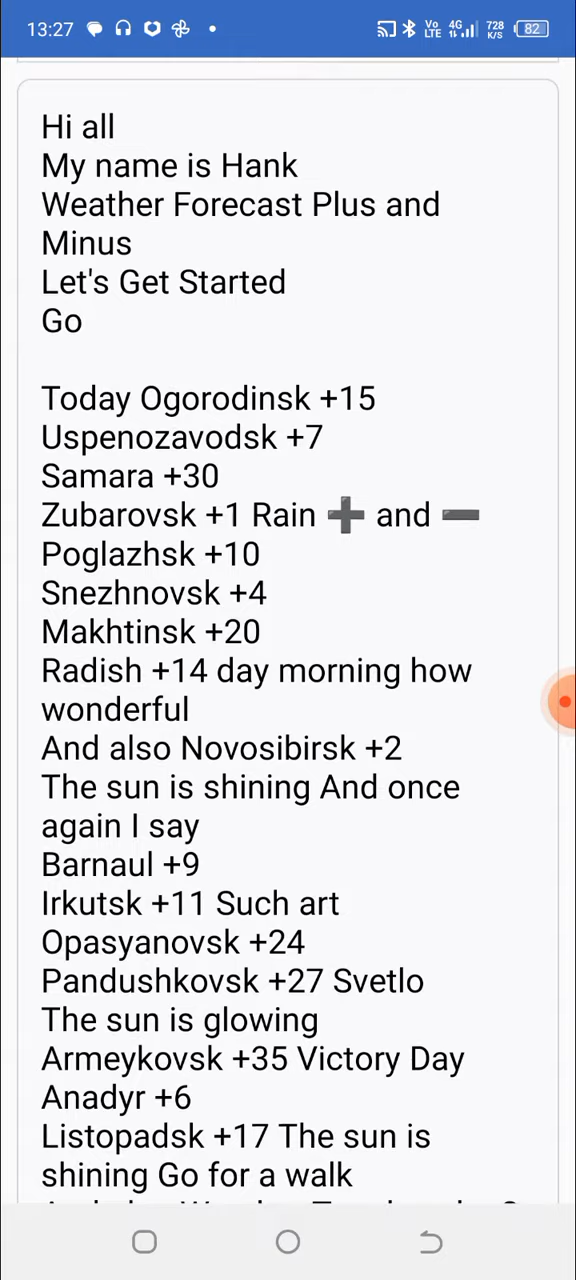 13:27
Vo LTE 4G 728 K/S 82
Hi all
My name is Hank
Weather Forecast Plus and
Minus
Let's Get Started
Go
Today Ogorodinsk +15
Uspenozavodsk +7
Samara +30
Zubarovsk +1 Rain ➕ and ➖
Poglazhsk +10
Snezhnovsk +4
Makhtinsk +20
Radish +14 day morning how
wonderful
And also Novosibirsk +2
The sun is shining And once
again I say
Barnaul +9
Irkutsk +11 Such art
Opasyanovsk +24
Pandushkovsk +27 Svetlo
The sun is glowing
Armeykovsk +35 Victory Day
Anadyr +6
Listopadsk +17 The sun is
shining Go for a walk